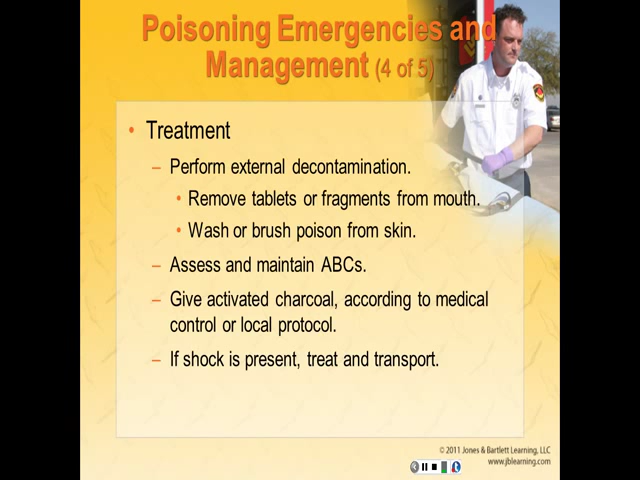 Poisoning Emergencies and
Management (4 of 5)
• Treatment
– Perform external decontamination.
• Remove tablets or fragments from mouth.
• Wash or brush poison from skin.
– Assess and maintain ABCs.
– Give activated charcoal, according to medical
control or local protocol.
– If shock is present, treat and transport.
© 2011 Jones & Bartlett Learning, LLC
www.jblearning.com